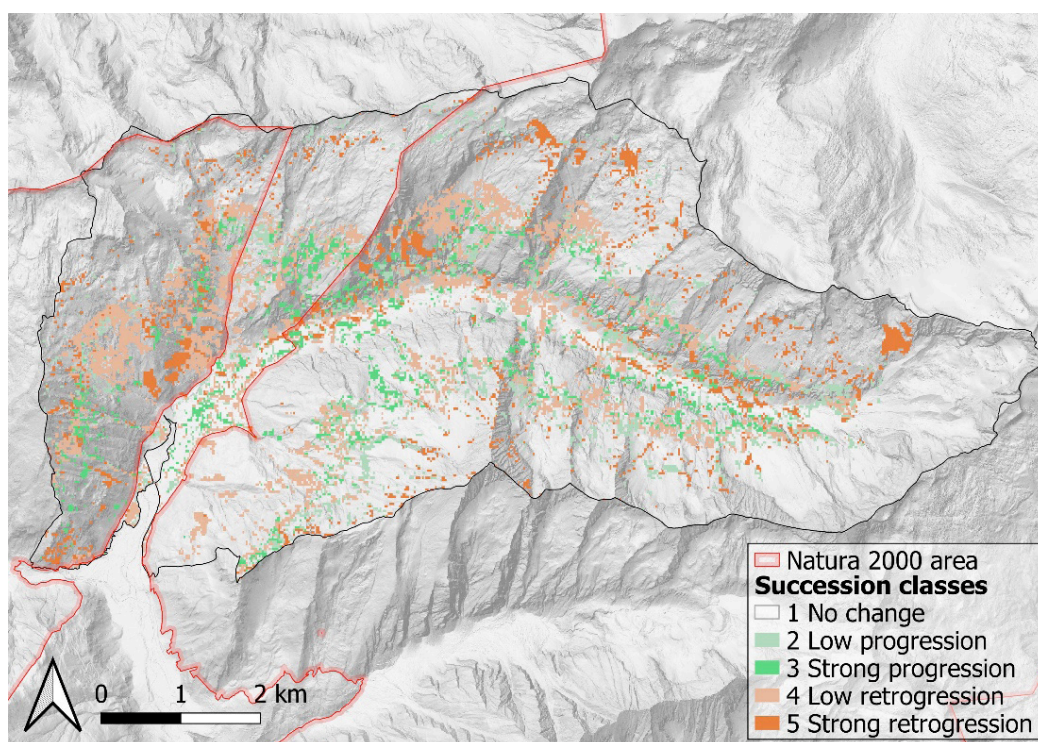 Natura 2000 area
Succession classes
1 No change
2 Low progression
3 Strong progression
4 Low retrogression
5 Strong retrogression
0 1 2 km